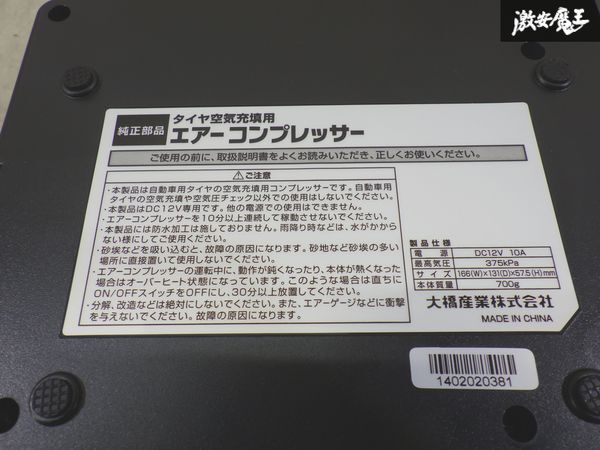 激安魔王
純正部品
タイヤ空気充填用
エアーコンプレッサー
ご使用の前に、取扱説明書をよくお読みいただき、正しくお使いください。
⚠ご注意
・本製品は自動車用タイヤの空気充填用コンプレッサーです。自動車用
タイヤの空気充填や空気圧チェック以外での使用はしないでください。
・本製品はDC12V専用です。他の電源での使用はできません。
・エアーコンプレッサーを10分以上連続して稼動させないでください。
・本製品には防水加工は施しておりません。雨降り時などは、水がかから
ない様にしてご使用ください。
・砂埃などを吸い込むと、故障の原因になります。砂地など砂埃の多い
場所に直接置いて使用しないでください。
・エアーコンプレッサーの運転中に、動作が鈍くなったり、本体が熱くなった
場合はオーバーヒート状態になっています。このような場合は直ちに
ON/OFFスイッチをOFFにし、30分以上放置してください。
・分解、改造などは絶対にしないでください。また、エアーゲージなどに衝撃
を与えないでください。故障の原因になります。
製品仕様
電源 DC12V 10A
最高気圧 375kPa
サイズ 166(W)×131(D)×57.5(H)mm
本体質量 700g
大橋産業株式会社
MADE IN CHINA
1402020381